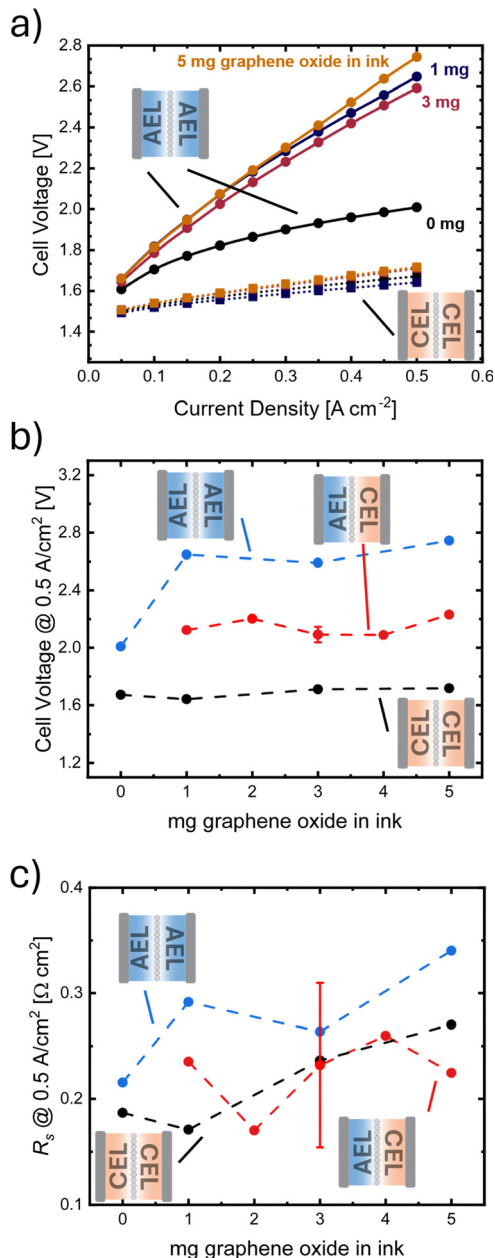 a)
2.8
2.6
2.4
2.2
2.0
1.8
1.6
1.4
Cell Voltage [V]
5 mg graphene oxide in ink
1 mg
3 mg
0 mg
AEL AEL
CEL CEL
0.0 0.1 0.2 0.3 0.4 0.5 0.6
Current Density [A cm⁻²]
b)
3.2
2.8
2.4
2.0
1.6
1.2
Cell Voltage @ 0.5 A/cm² [V]
AEL AEL
AEL CEL
CEL CEL
0 1 2 3 4 5
mg graphene oxide in ink
c)
0.4
0.3
0.2
0.1
Rs @ 0.5 A/cm² [Ω cm²]
AEL AEL
CEL CEL
AEL CEL
0 1 2 3 4 5
mg graphene oxide in ink